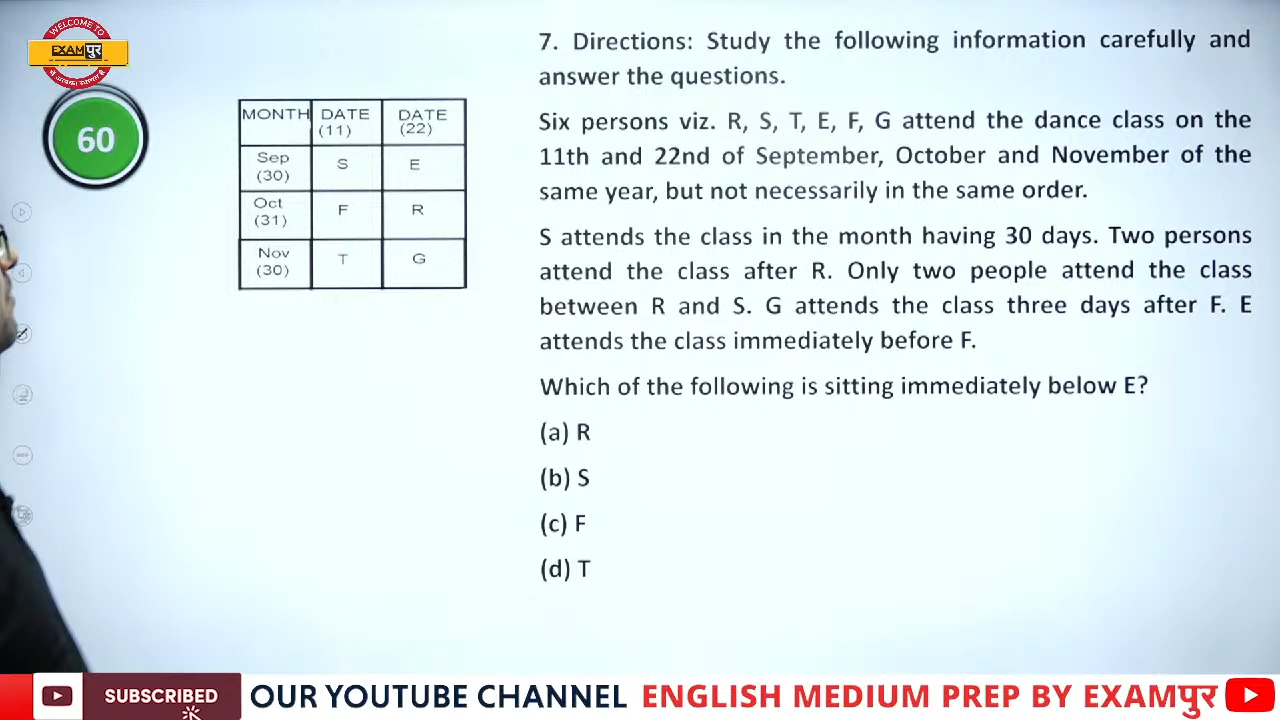 WELCOME TO
EXAMपुर
60
MONTH DATE (11) DATE (22)
Sep (30) S E
Oct (31) F R
Nov (30) T G
7. Directions: Study the following information carefully and
answer the questions.
Six persons viz. R, S, T, E, F, G attend the dance class on the
11th and 22nd of September, October and November of the
same year, but not necessarily in the same order.
S attends the class in the month having 30 days. Two persons
attend the class after R. Only two people attend the class
between R and S. G attends the class three days after F. E
attends the class immediately before F.
Which of the following is sitting immediately below E?
(a) R
(b) S
(c) F
(d) T
SUBSCRIBED
OUR YOUTUBE CHANNEL ENGLISH MEDIUM PREP BY EXAMपुर